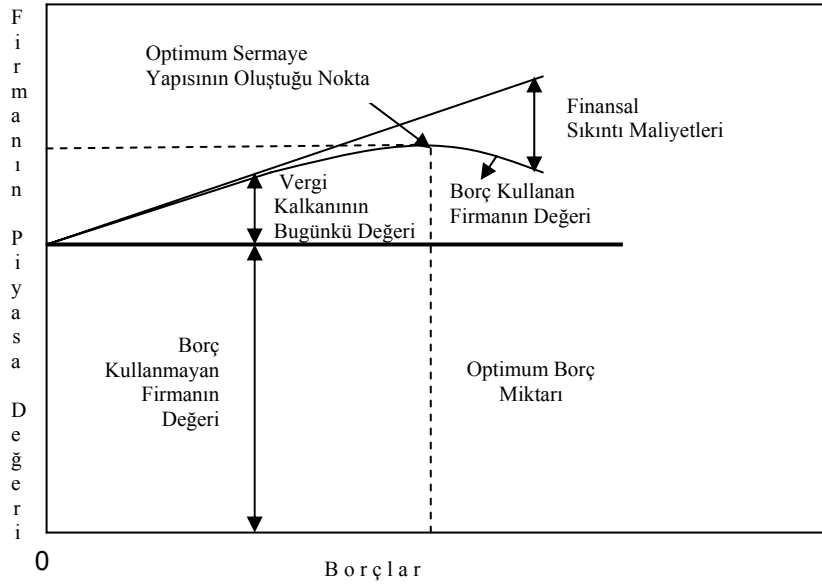 Firmanın Piyasa Değeri
Optimum Sermaye
Yapısının Oluştuğu Nokta
Finansal
Sıkıntı Maliyetleri
Vergi
Kalkanının
Bugünkü Değeri
Borç Kullanan
Firmanın Değeri
Borç
Kullanmayan
Firmanın
Değeri
Optimum Borç
Miktarı
0
Borçlar